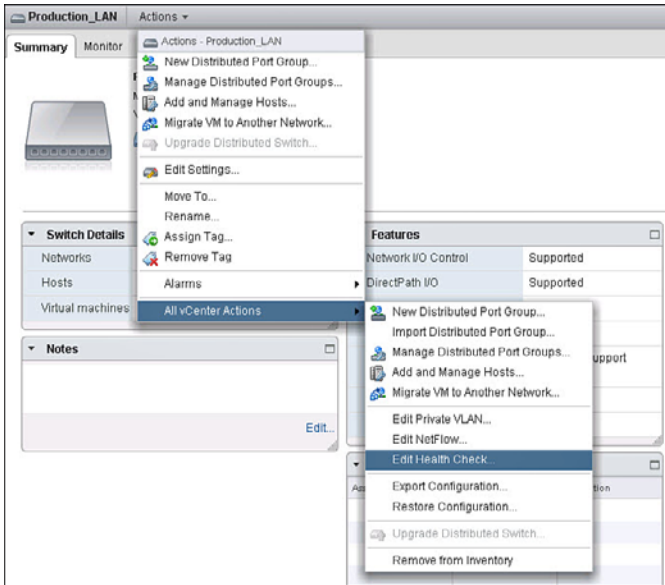 Production_LAN
Actions
Summary
Monitor
Actions - Production_LAN
New Distributed Port Group...
Manage Distributed Port Groups...
Add and Manage Hosts...
Migrate VM to Another Network...
Upgrade Distributed Switch...
Edit Settings...
Move To...
Rename...
Assign Tag...
Remove Tag
Alarms
All vCenter Actions
Switch Details
Networks
Hosts
Virtual machines
Notes
Edit...
Features
Network I/O Control
Supported
DirectPath I/O
Supported
New Distributed Port Group...
Import Distributed Port Group...
Manage Distributed Port Groups...
Add and Manage Hosts...
Migrate VM to Another Network...
Edit Private VLAN...
Edit NetFlow...
Edit Health Check...
Export Configuration...
Restore Configuration...
Upgrade Distributed Switch...
Remove from Inventory
upport